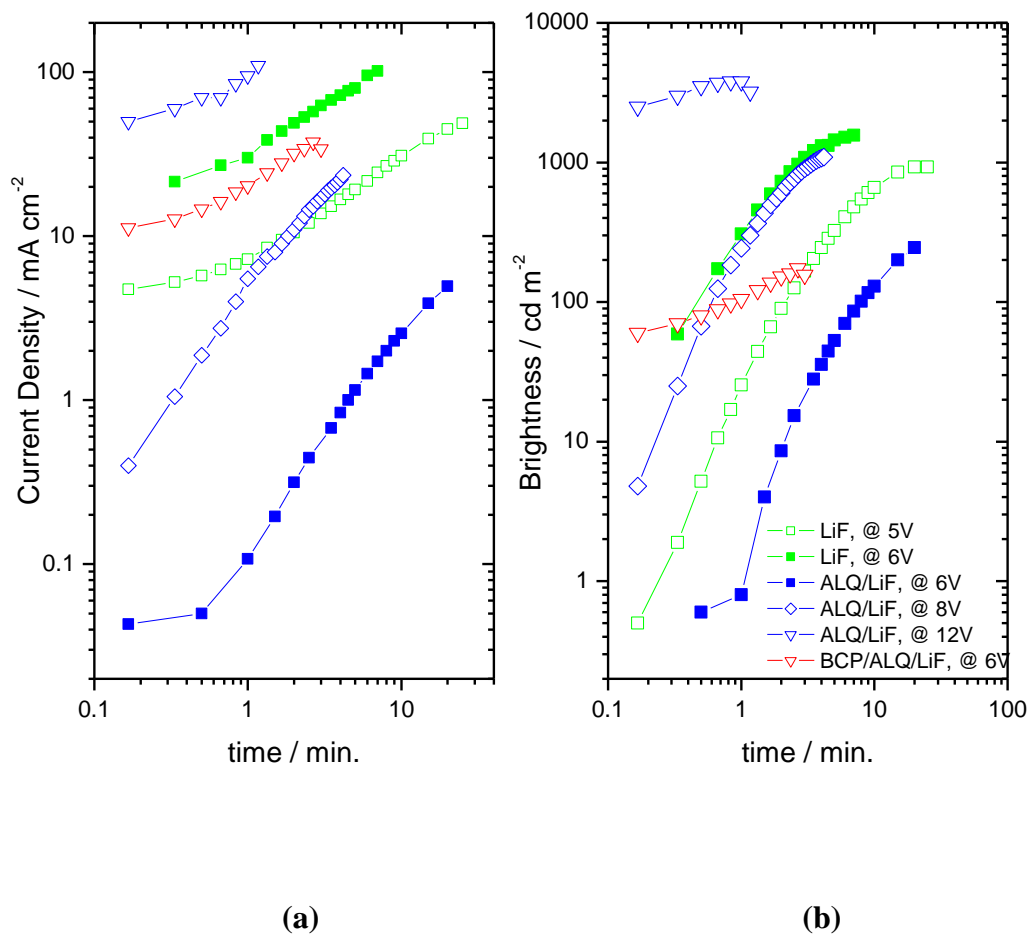 100
10
1
0.1
0.1
1
10
Current Density / mA cm-2
time / min.
10000
1000
100
10
1
0.1
1
10
100
Brightness / cd m-2
time / min.
LiF, @ 5V
LiF, @ 6V
ALQ/LiF, @ 6V
ALQ/LiF, @ 8V
ALQ/LiF, @ 12V
BCP/ALQ/LiF, @ 6V
(a)
(b)